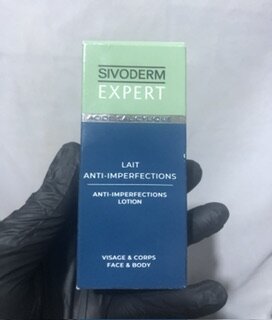 SIVODERM
EXPERT
LAIT
ANTI-IMPERFECTIONS
ANTI-IMPERFECTIONS
LOTION
VISAGE & CORPS
FACE & BODY